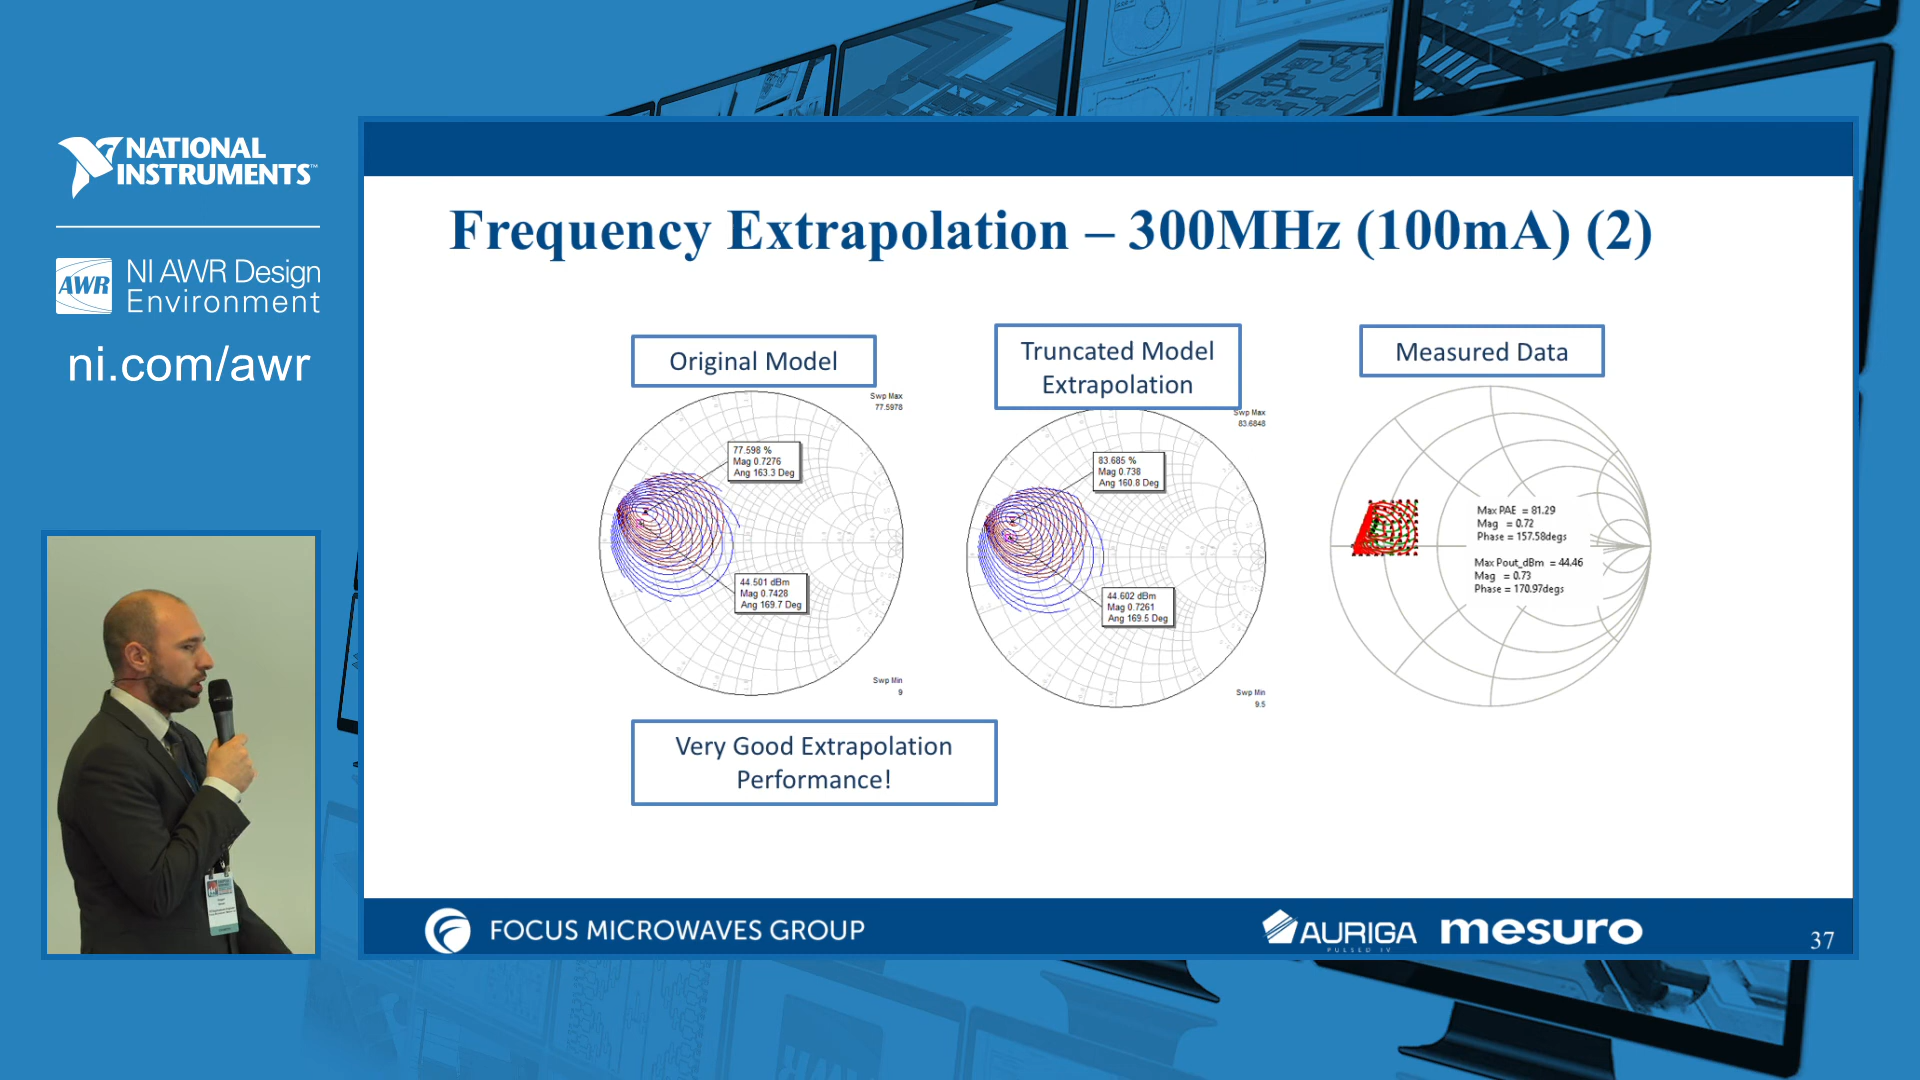 NATIONAL
INSTRUMENTS™
AWR
NI AWR Design
Environment
ni.com/awr
Frequency Extrapolation – 300MHz (100mA) (2)
Original Model
Truncated Model
Extrapolation
Measured Data
Swp Max
77.5978
77.598 %
Mag 0.7276
Ang 163.3 Deg
44.501 dBm
Mag 0.7428
Ang 169.7 Deg
Swp Min
9
Swp Max
83.6848
83.685 %
Mag 0.738
Ang 160.8 Deg
44.602 dBm
Mag 0.7261
Ang 169.5 Deg
Swp Min
9.5
Max PAE = 81.29
Mag = 0.72
Phase = 157.58degs
Max Pout_dBm = 44.46
Mag = 0.73
Phase = 170.97degs
Very Good Extrapolation
Performance!
FOCUS MICROWAVES GROUP
AURIGA
PULSED IV
mesuro
37